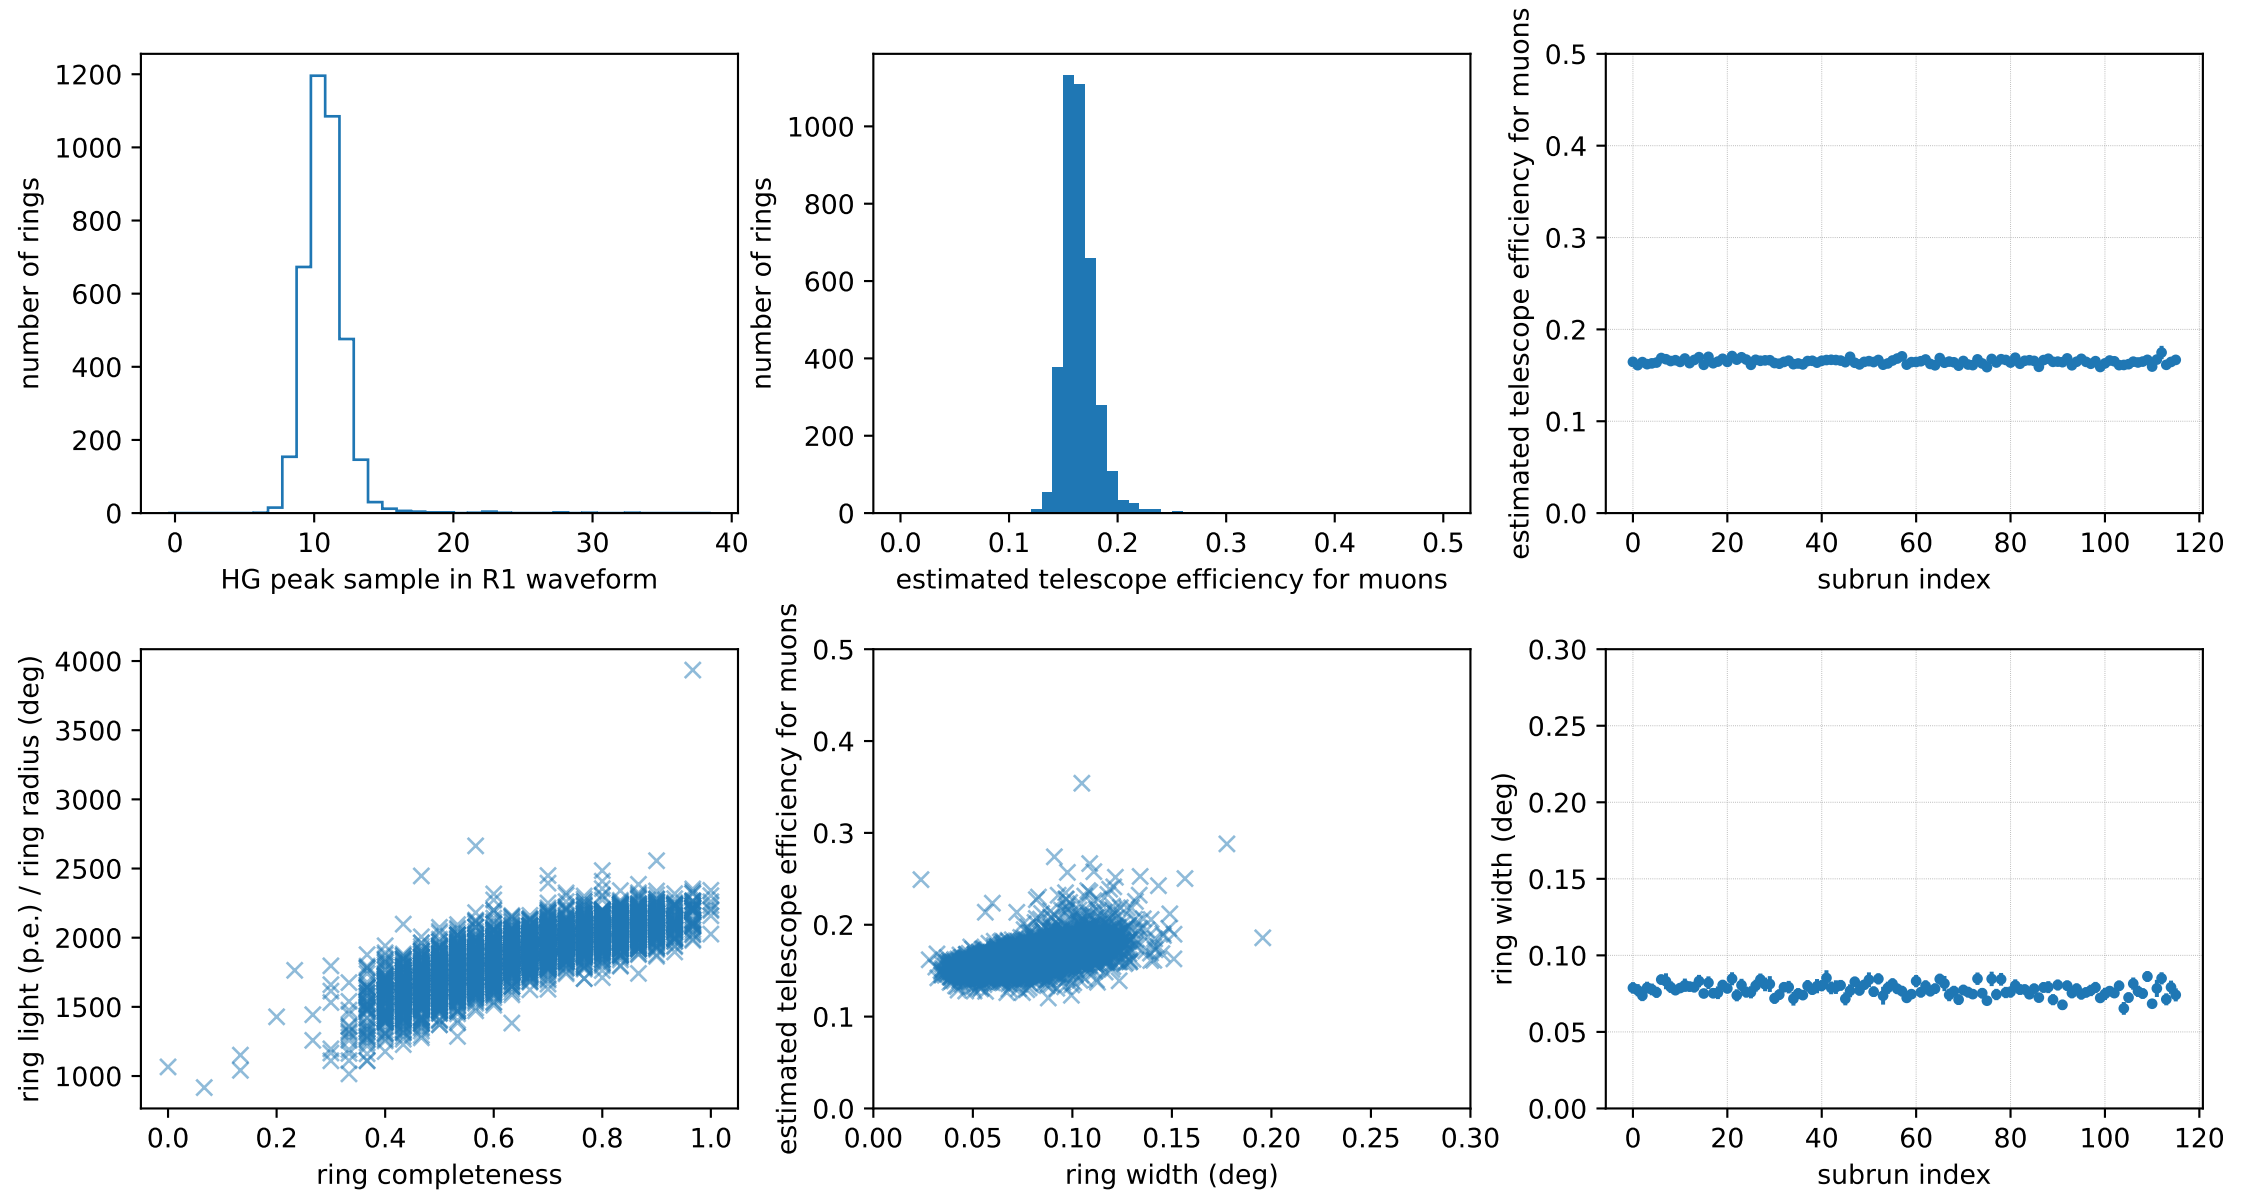 1200
1000
800
600
400
200
0
number of rings
0 10 20 30 40
HG peak sample in R1 waveform
1000
800
600
400
200
0
number of rings
0.0 0.1 0.2 0.3 0.4 0.5
estimated telescope efficiency for muons
0.5
0.4
0.3
0.2
0.1
0.0
estimated telescope efficiency for muons
0 20 40 60 80 100 120
subrun index
4000
3500
3000
2500
2000
1500
1000
ring light (p.e.) / ring radius (deg)
0.0 0.2 0.4 0.6 0.8 1.0
ring completeness
0.5
0.4
0.3
0.2
0.1
0.0
estimated telescope efficiency for muons
0.00 0.05 0.10 0.15 0.20 0.25 0.30
ring width (deg)
0.30
0.25
0.20
0.15
0.10
0.05
0.00
ring width (deg)
0 20 40 60 80 100 120
subrun index